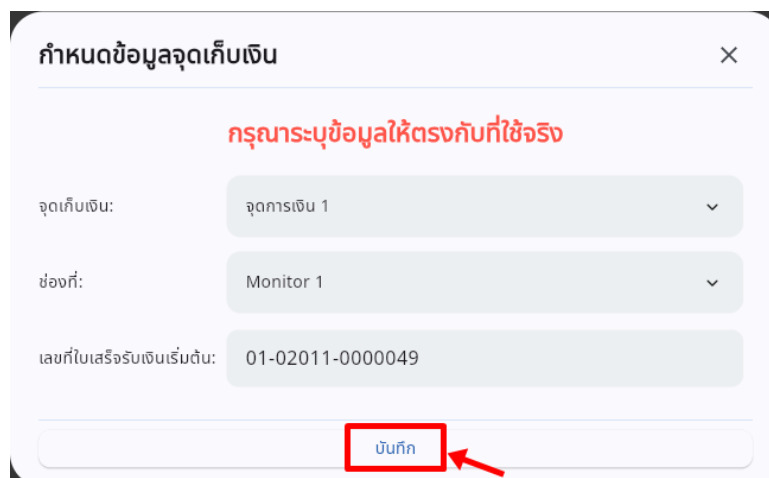 กำหนดข้อมูลจุดเก็บเงิน
กรุณาระบุข้อมูลให้ตรงกับที่ใช้จริง
จุดเก็บเงิน: จุดการเงิน 1
ช่องที่: Monitor 1
เลขที่ใบเสร็จรับเงินเริ่มต้น: 01-02011-0000049
บันทึก